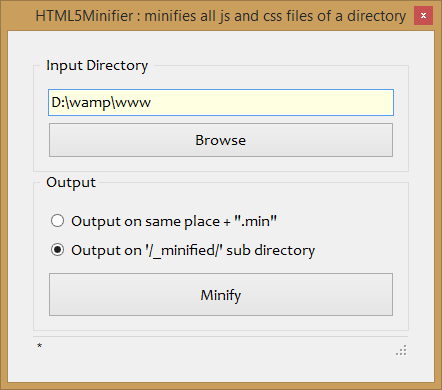 HTML5Minifier : minifies all js and css files of a directory
x
Input Directory
D:\wamp\www
Browse
Output
Output on same place + ".min"
Output on '/_minified/' sub directory
Minify
*